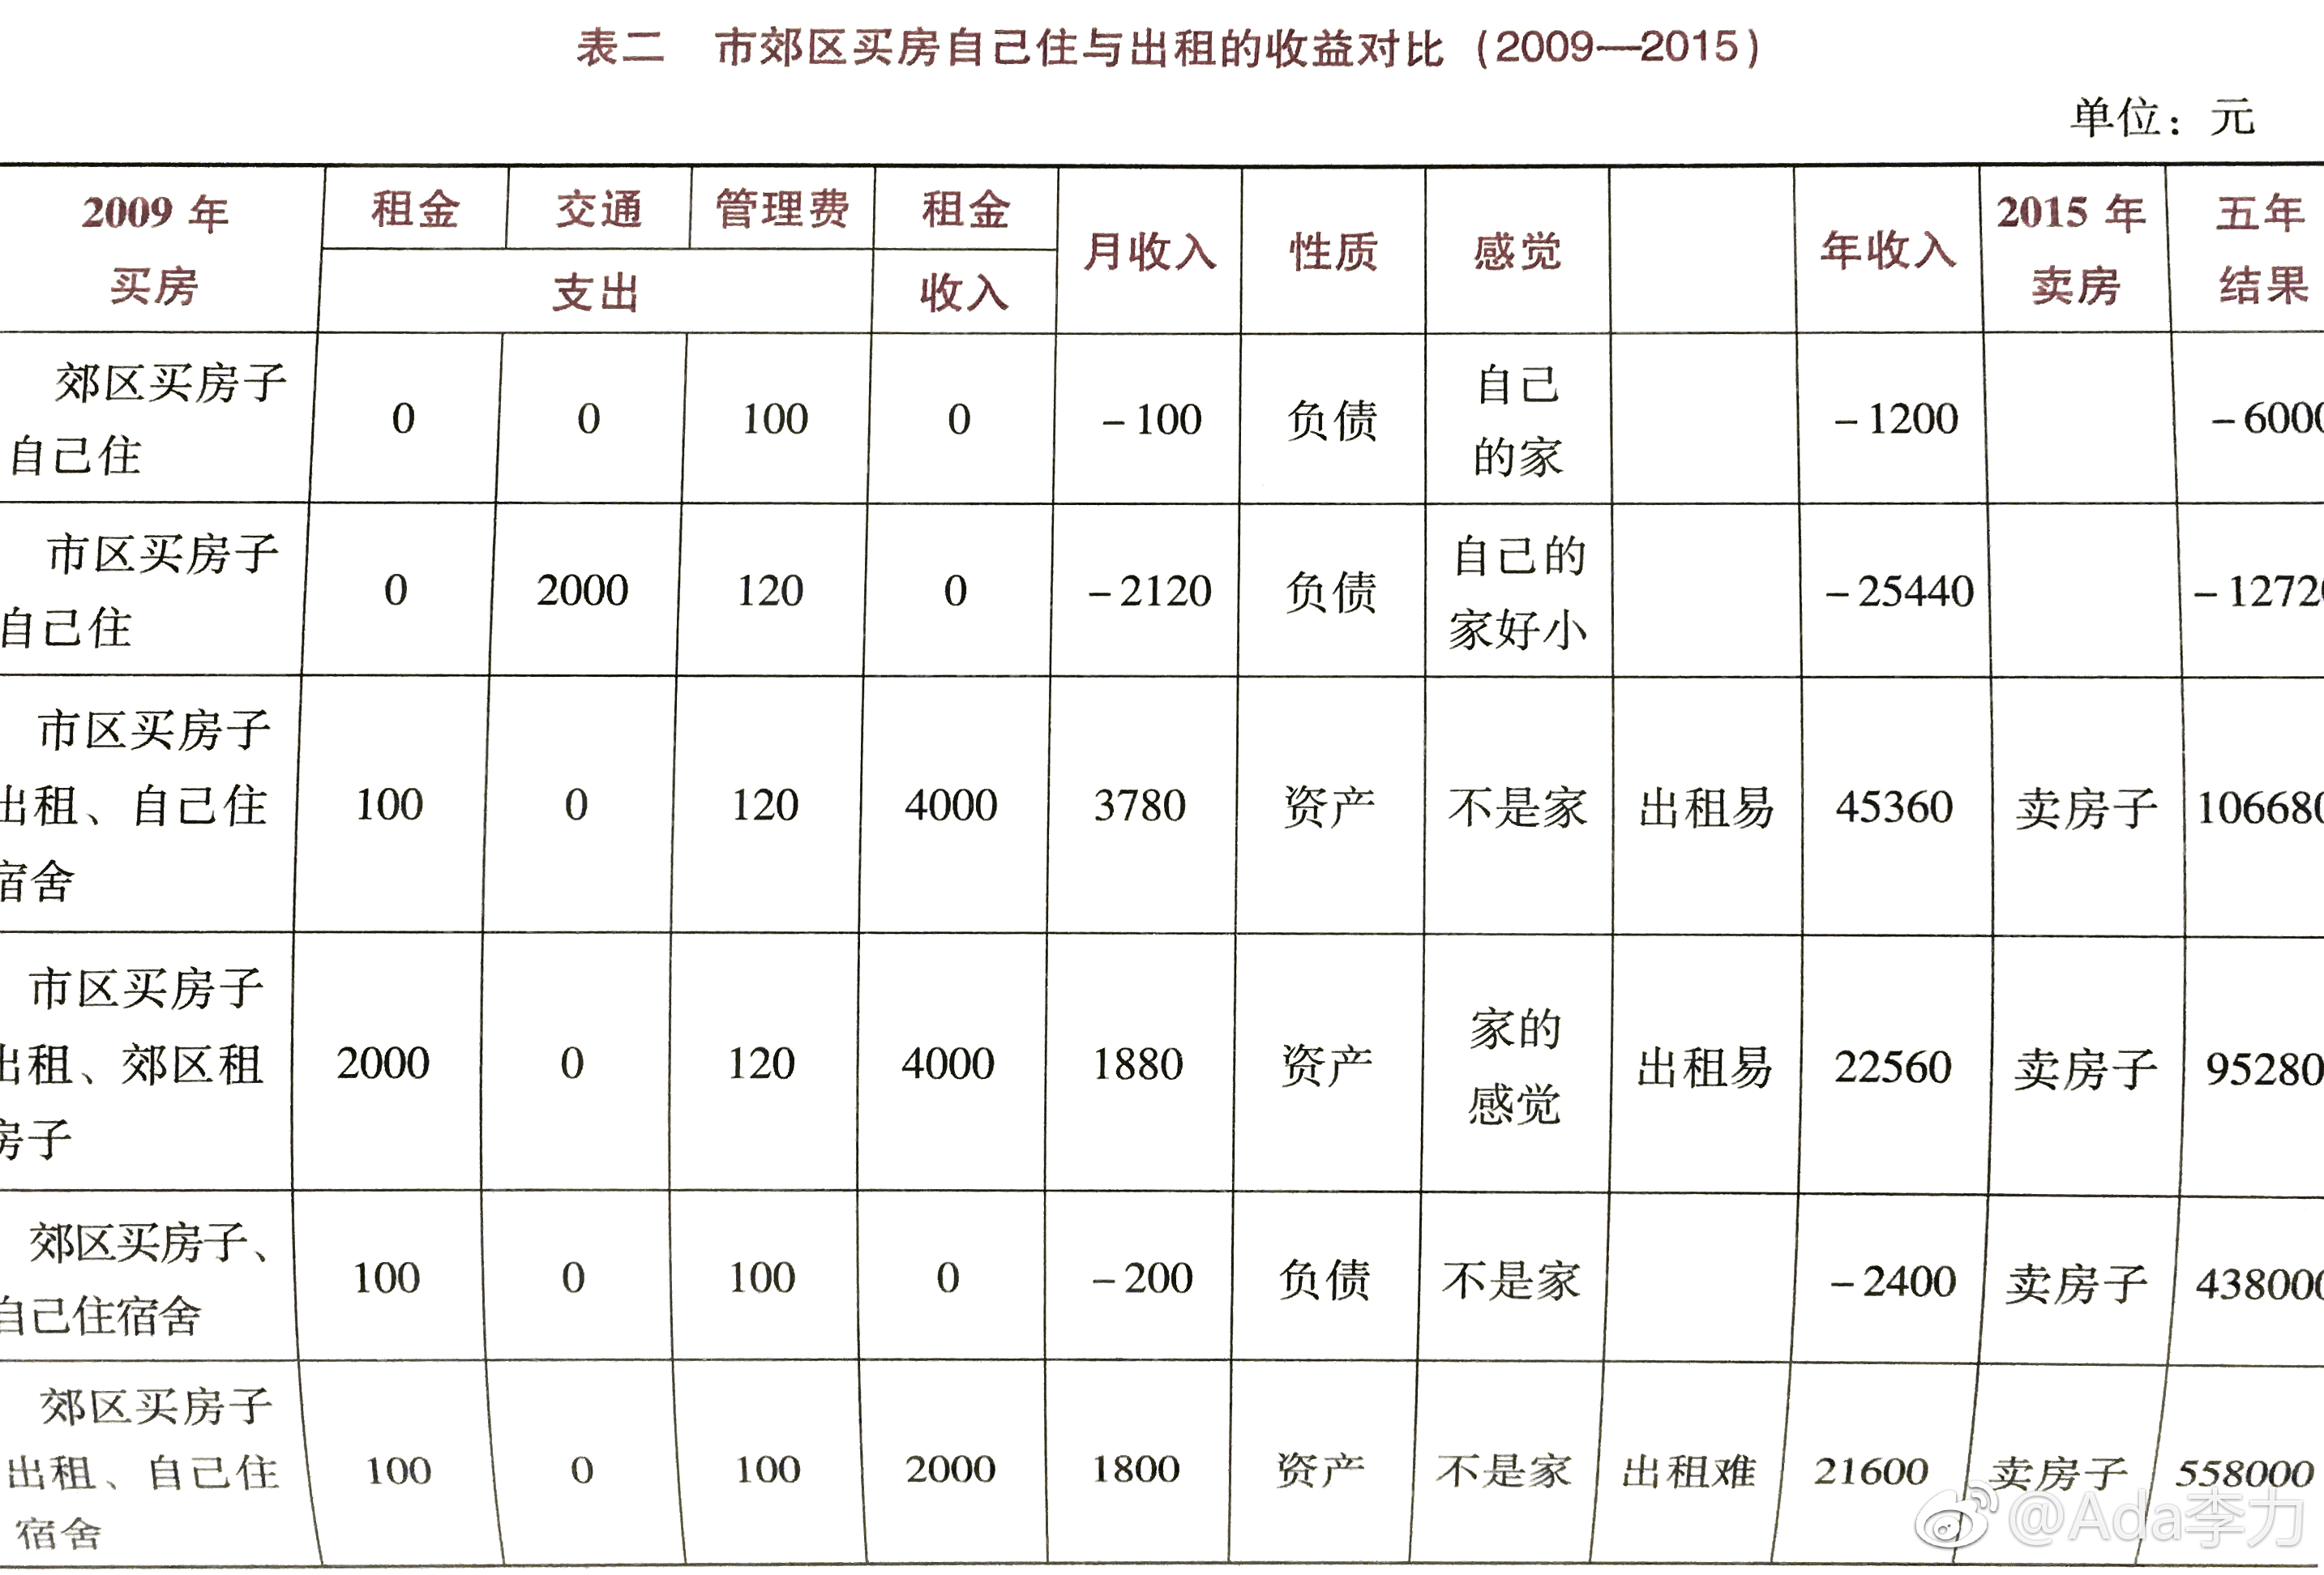 表二 市郊区买房自己住与出租的收益对比（2009—2015）
单位：元
2009 年买房 租金 交通 管理费 租金 月收入 性质 感觉 年收入 2015 年卖房 五年结果
支出 收入
郊区买房子自己住 0 0 100 0 －100 负债 自己的家 －1200 －6000
市区买房子自己住 0 2000 120 0 －2120 负债 自己的家好小 －25440 －12720
市区买房子出租、自己住宿舍 100 0 120 4000 3780 资产 不是家 出租易 45360 卖房子 106680
市区买房子出租、郊区租房子 2000 0 120 4000 1880 资产 家的感觉 出租易 22560 卖房子 95280
郊区买房子、自己住宿舍 100 0 100 0 －200 负债 不是家 －2400 卖房子 438000
郊区买房子出租、自己住宿舍 100 0 100 2000 1800 资产 不是家 出租难 21600 卖房子 558000
@Ada李力